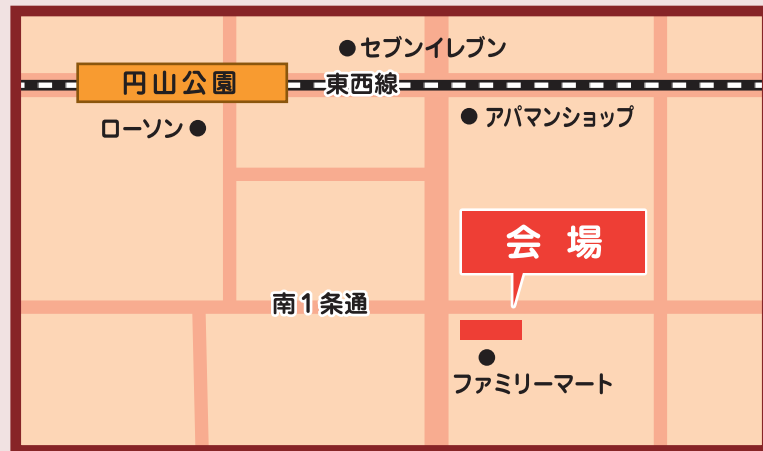 セブンイレブン
円山公園
東西線
ローソン
アパマンショップ
会場
南1条通
ファミリーマート